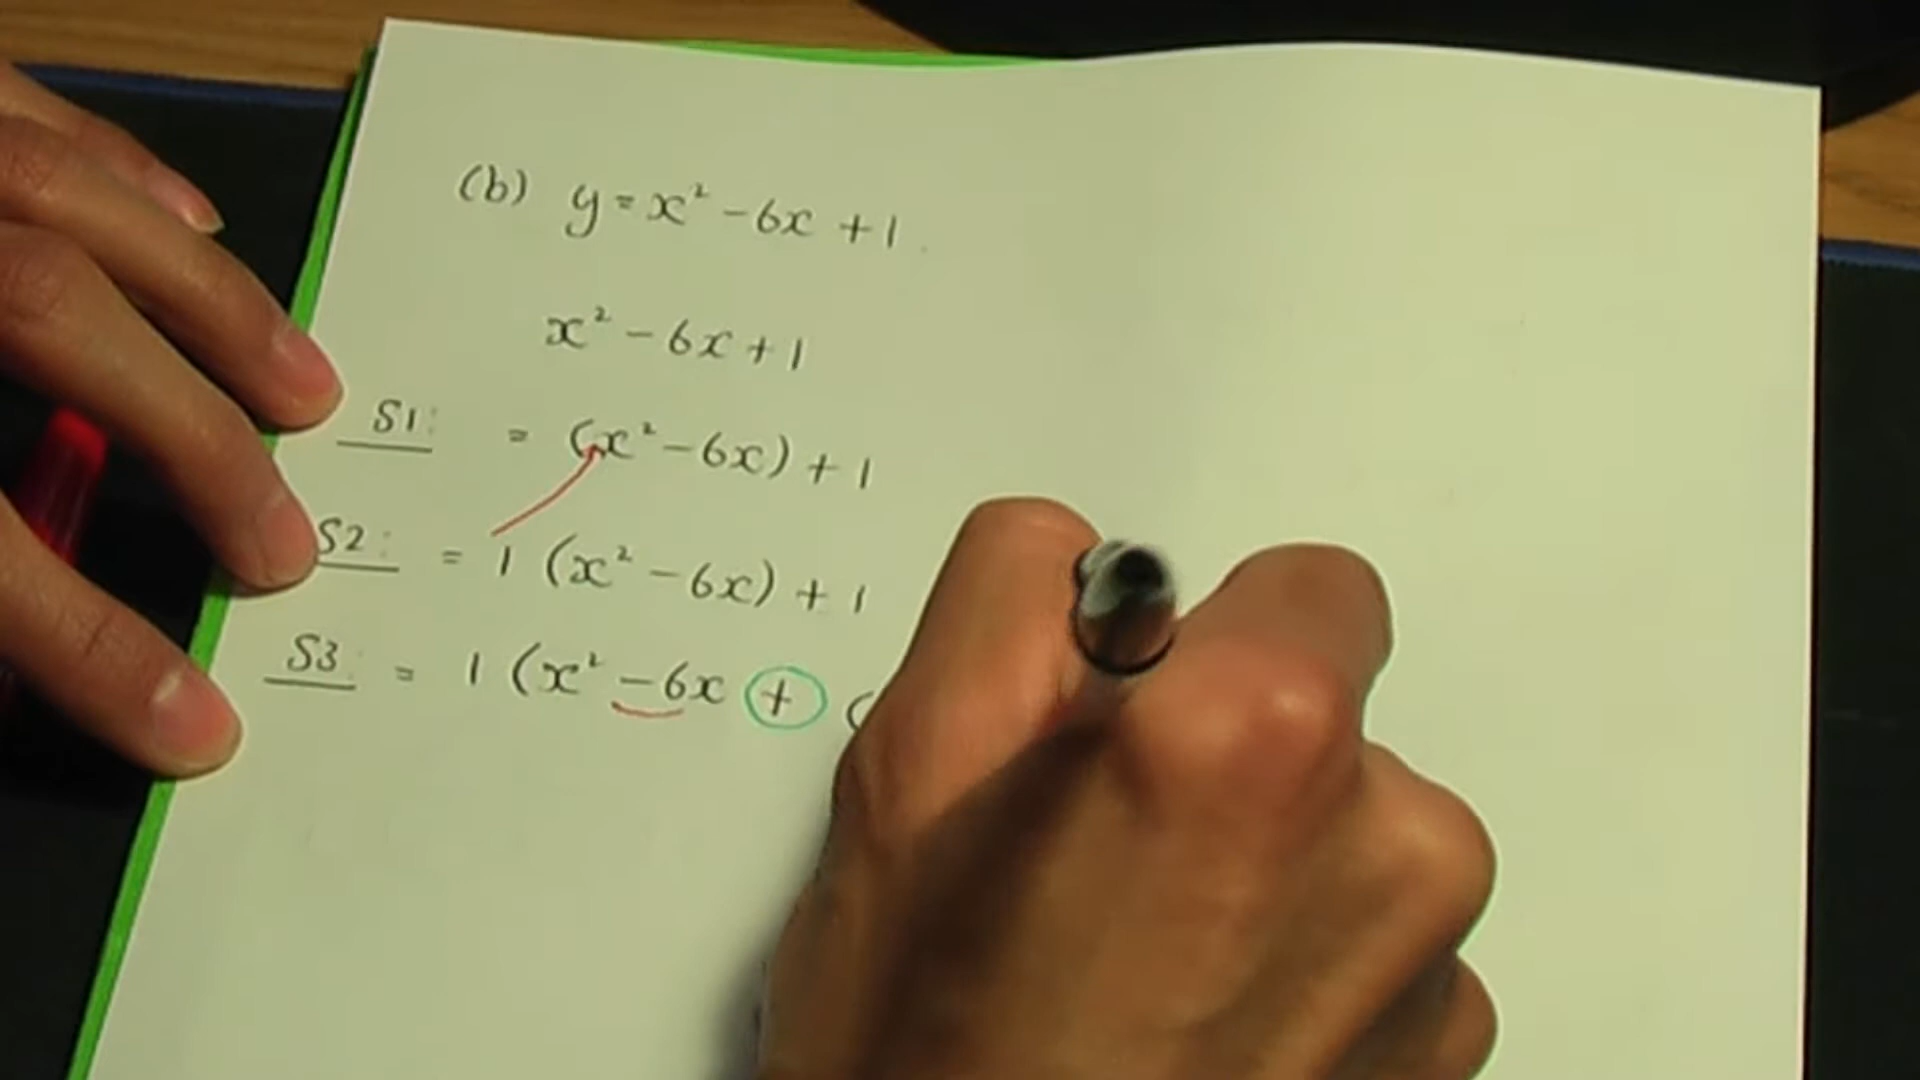 (b) y = x² - 6x + 1
x² - 6x + 1
S1: = (x² - 6x) + 1
S2: = 1 (x² - 6x) + 1
S3: = 1 (x² - 6x + (